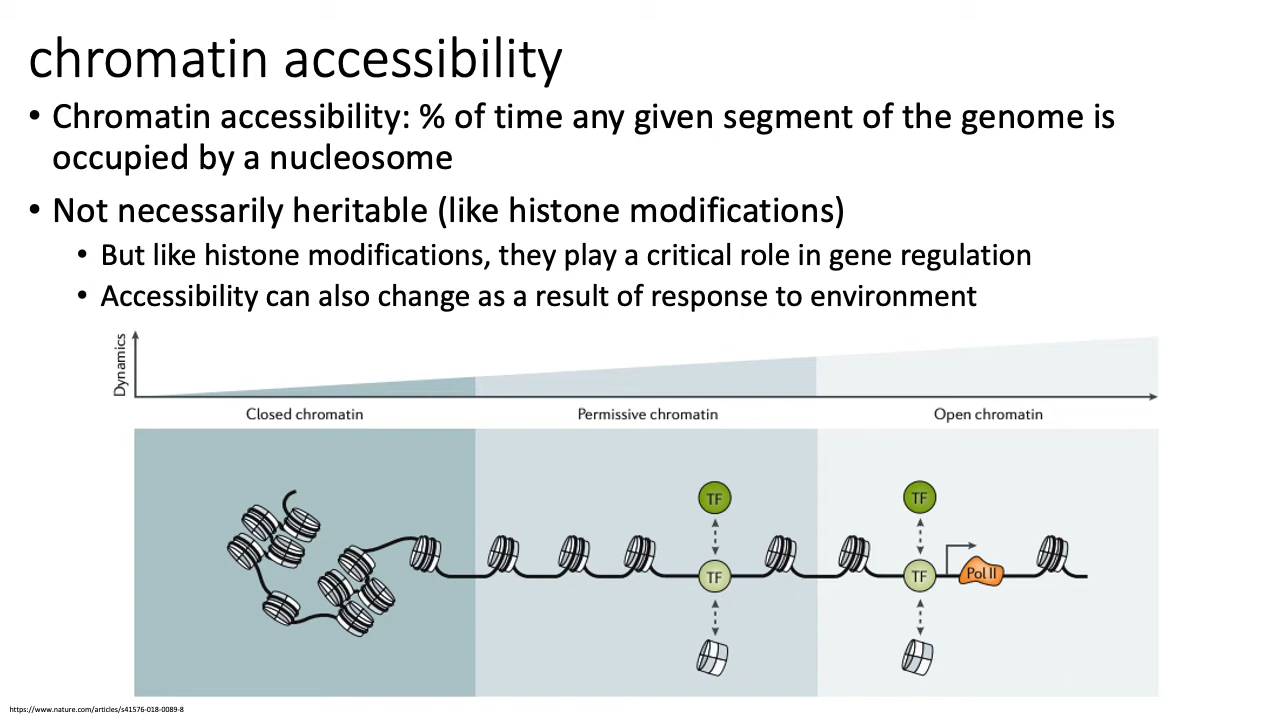 chromatin accessibility
• Chromatin accessibility: % of time any given segment of the genome is
occupied by a nucleosome
• Not necessarily heritable (like histone modifications)
• But like histone modifications, they play a critical role in gene regulation
• Accessibility can also change as a result of response to environment
Dynamics
Closed chromatin
Permissive chromatin
Open chromatin
TF
TF
TF
TF
Pol II
https://www.nature.com/articles/s41576-018-0089-8